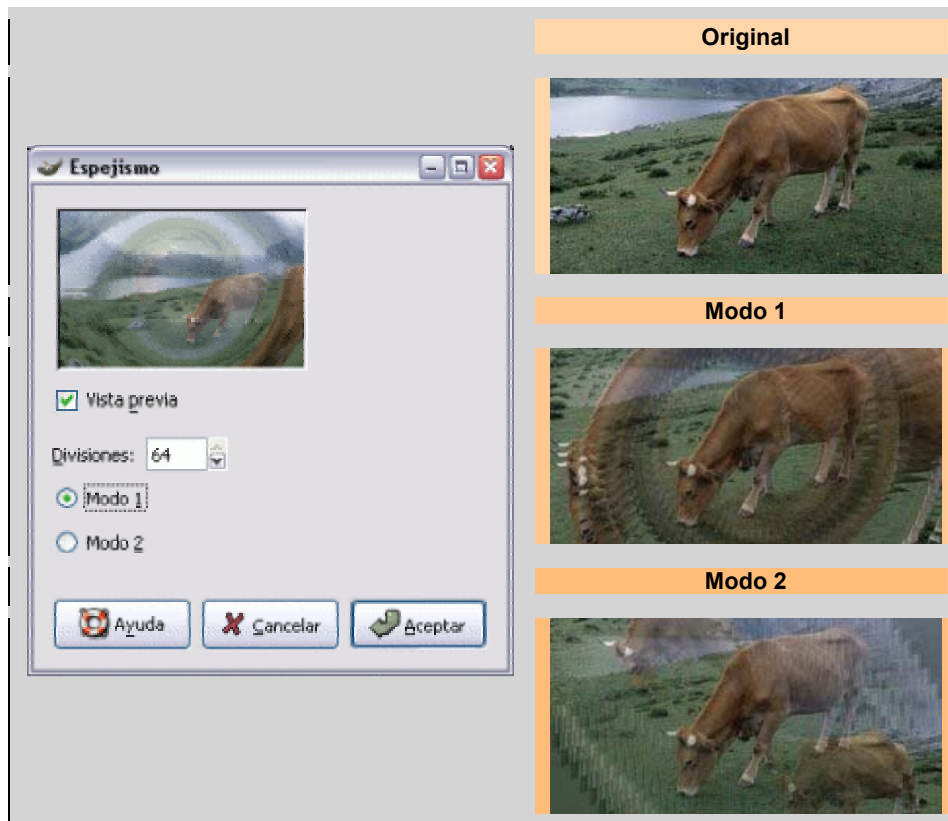 Original
Espejismo
Vista previa
Divisiones: 64
Modo 1
Modo 2
Ayuda
Cancelar
Aceptar
Modo 1
Modo 2